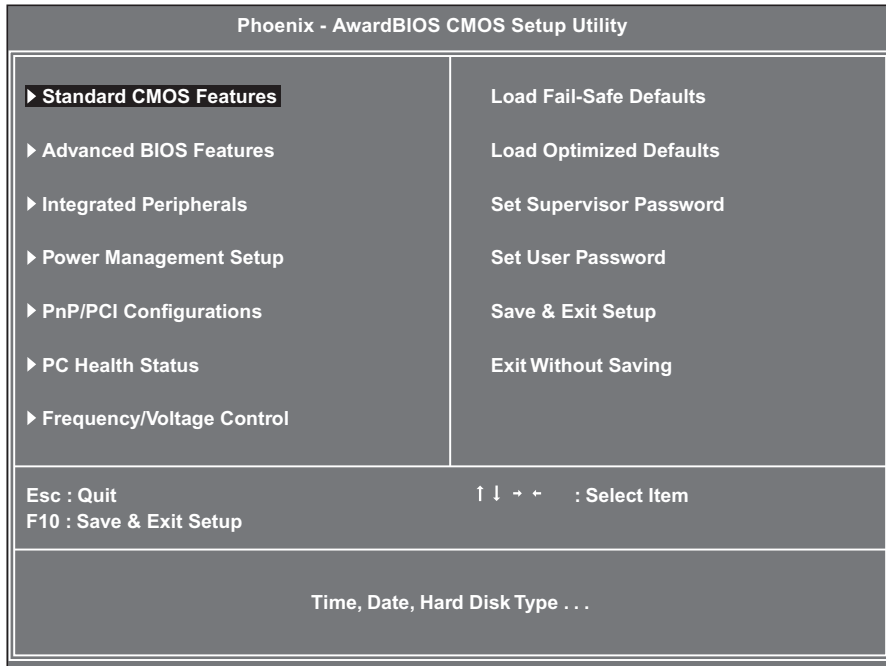 Phoenix - AwardBIOS CMOS Setup Utility
Standard CMOS Features
Advanced BIOS Features
Integrated Peripherals
Power Management Setup
PnP/PCI Configurations
PC Health Status
Frequency/Voltage Control
Load Fail-Safe Defaults
Load Optimized Defaults
Set Supervisor Password
Set User Password
Save & Exit Setup
Exit Without Saving
Esc : Quit
F10 : Save & Exit Setup
↑ ↓ → ← : Select Item
Time, Date, Hard Disk Type . . .